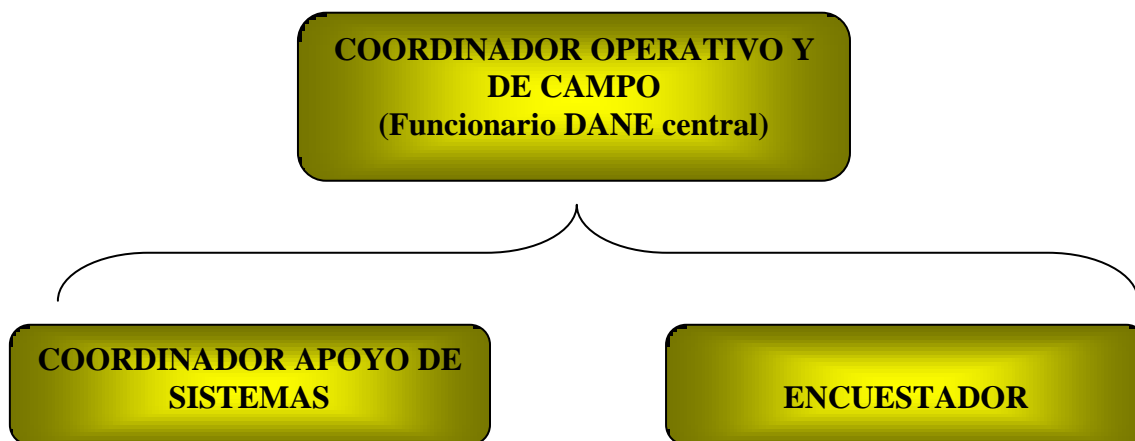 COORDINADOR OPERATIVO Y
DE CAMPO
(Funcionario DANE central)
COORDINADOR APOYO DE
SISTEMAS
ENCUESTADOR